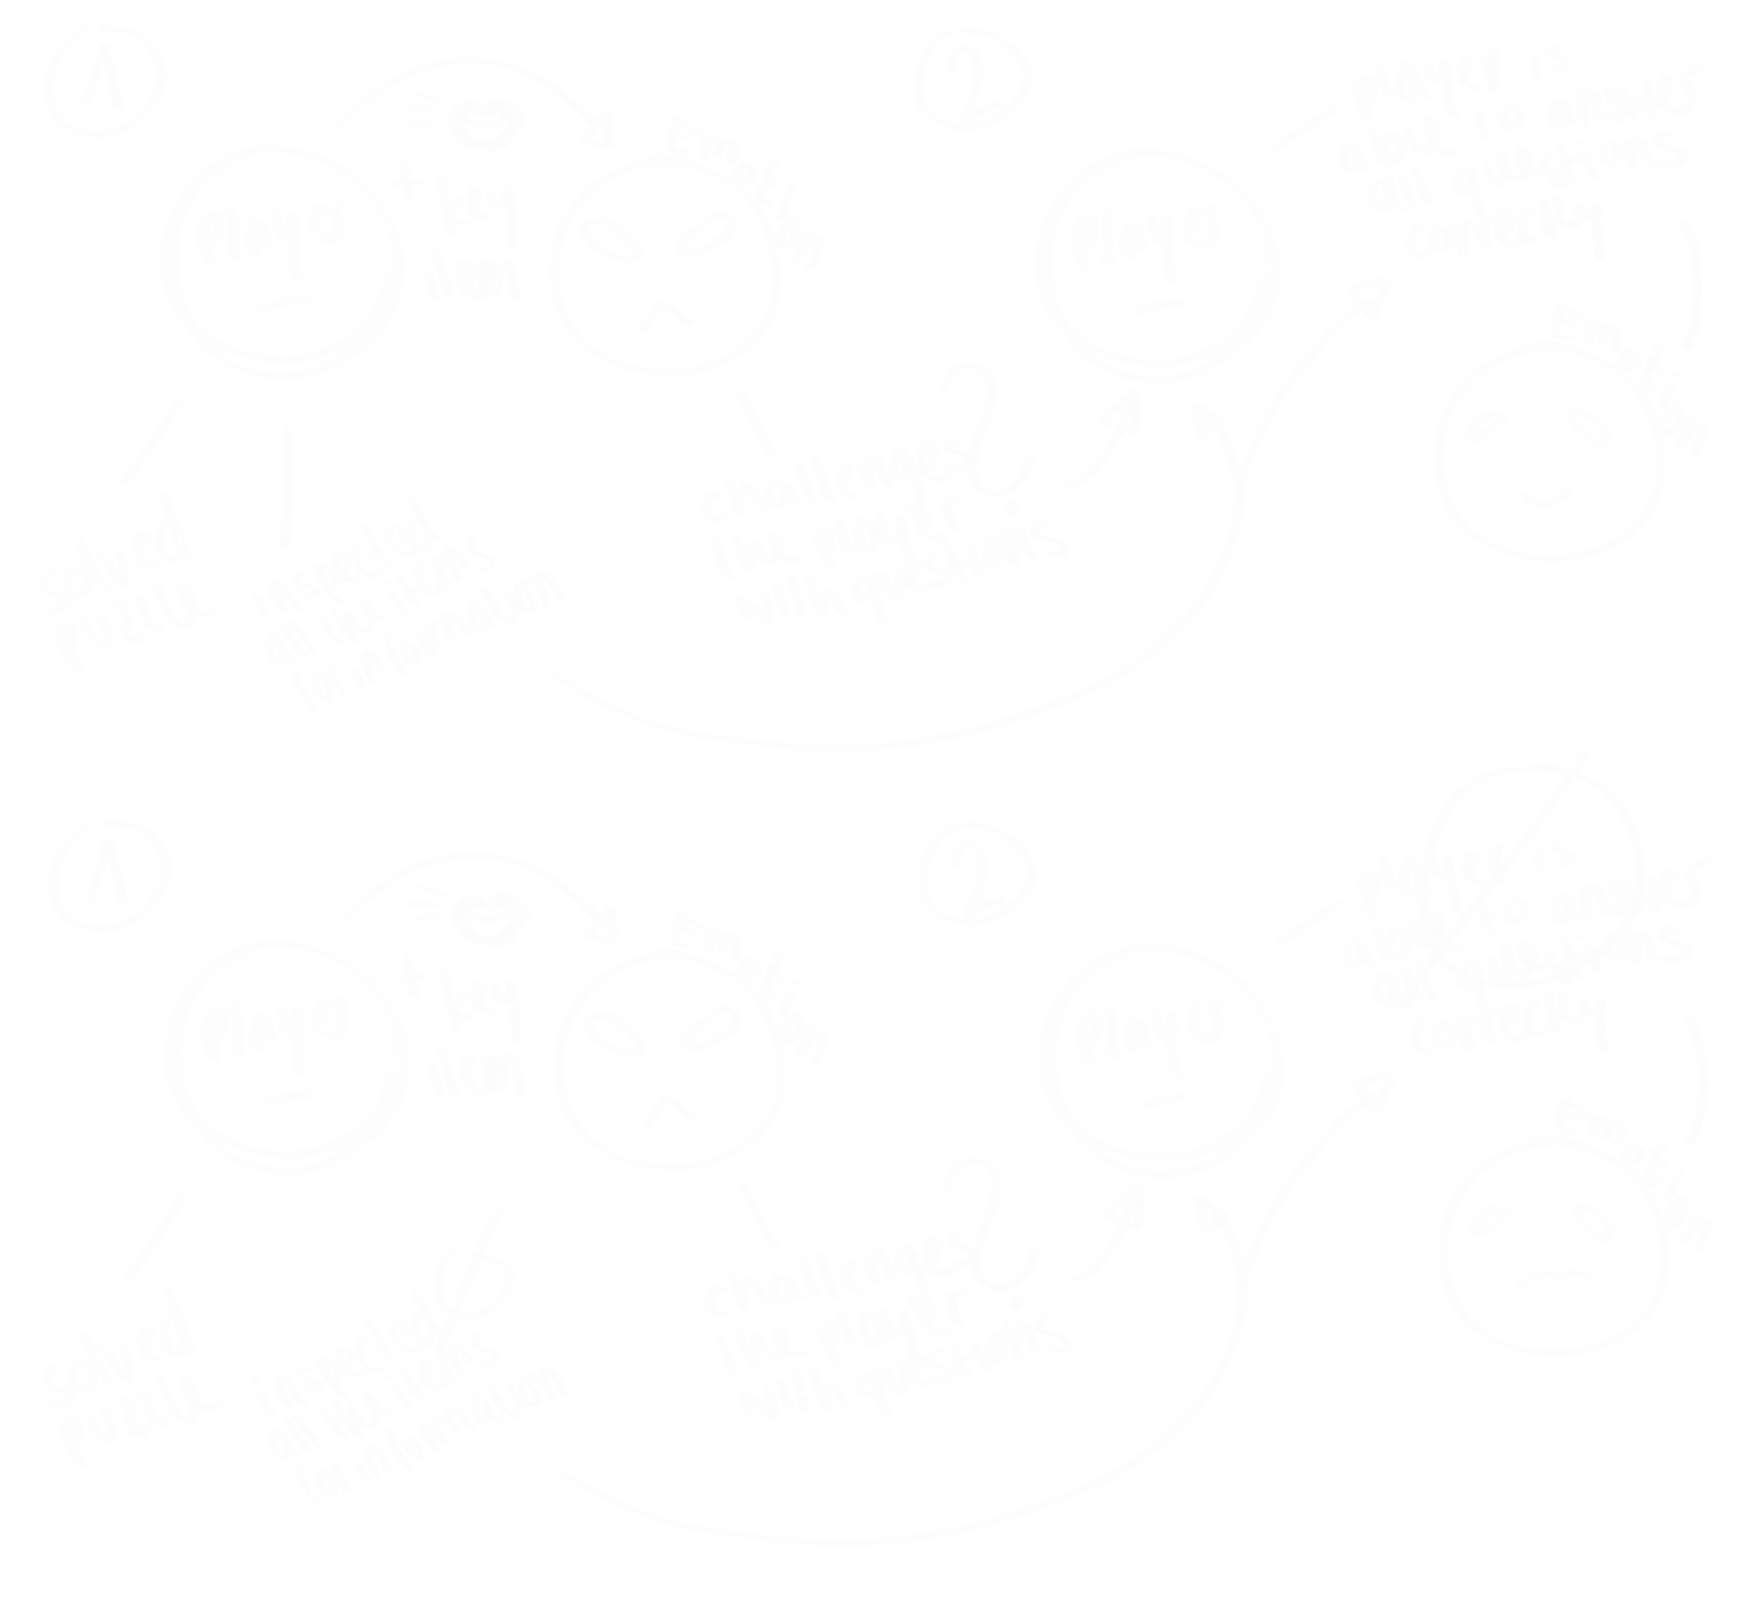 1
Player
+ key
item
Emotion
solved
puzzle
inspected
all the items
for information
challenges
the player
with questions
?
2
Player
player is
able to answer
all questions
correctly
Emotion
1
Player
+ key
item
Emotion
solved
puzzle
inspected
all the items
for information
challenges
the player
with questions
?
2
Player
player is
able to answer
all questions
correctly
Emotion